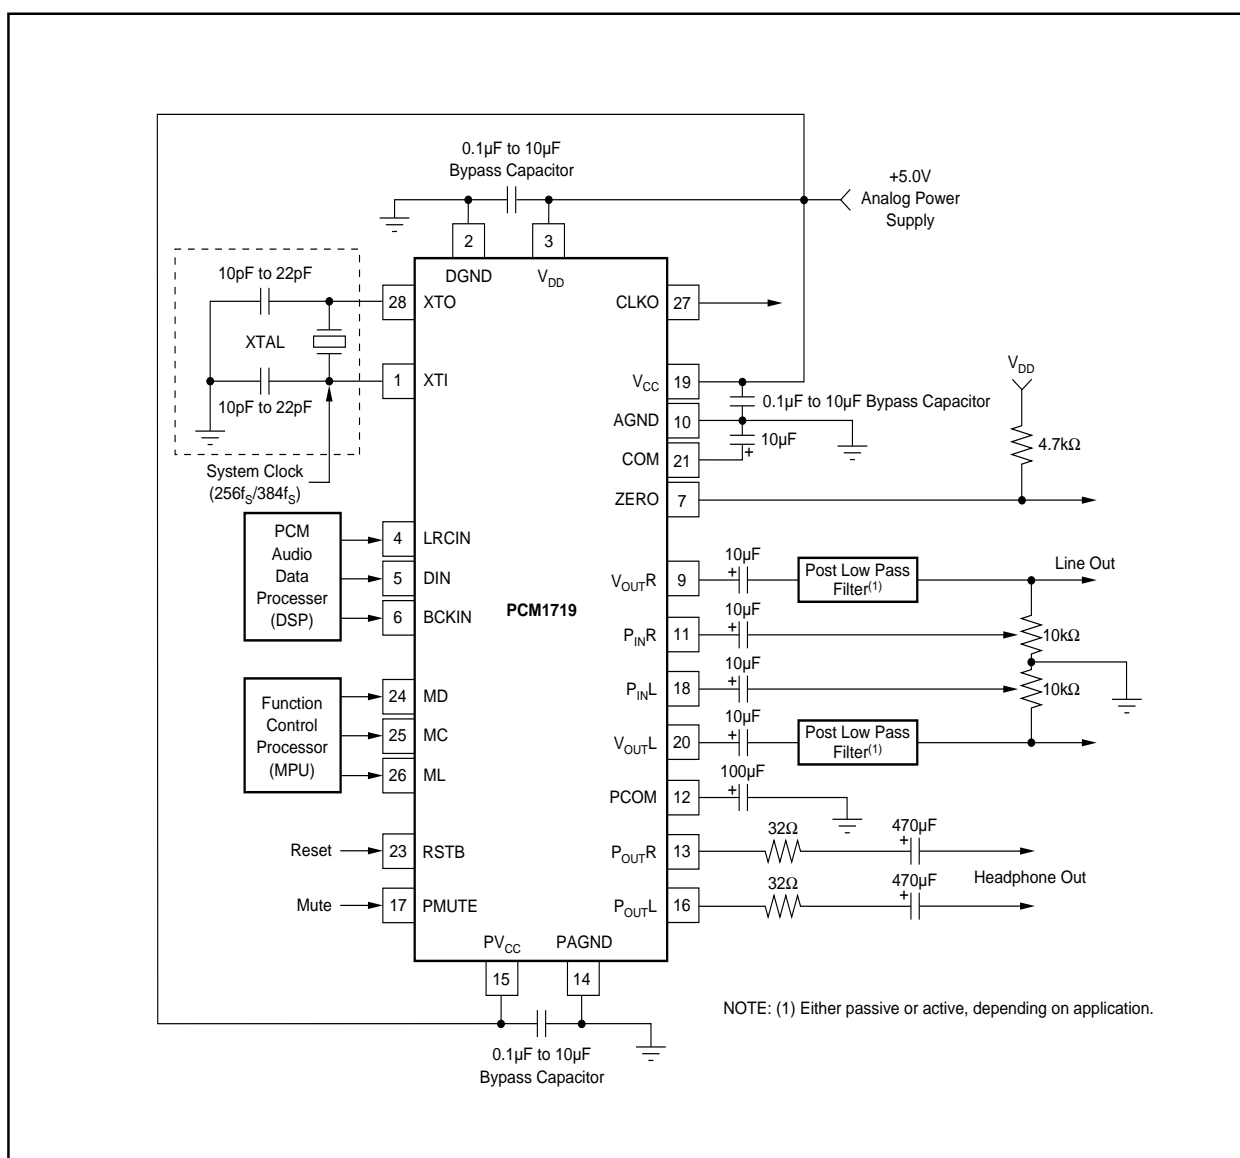 0.1µF to 10µF
Bypass Capacitor
+5.0V
Analog Power
Supply
2
3
DGND
VDD
10pF to 22pF
28
XTO
CLKO
27
XTAL
1
XTI
10pF to 22pF
System Clock
(256fS/384fS)
VCC
19
0.1µF to 10µF Bypass Capacitor
AGND
10
10µF
+
COM
21
ZERO
7
VDD
4.7kΩ
PCM
Audio
Data
Processer
(DSP)
4
LRCIN
5
DIN
6
BCKIN
PCM1719
VOUTR
9
10µF
+
Post Low Pass
Filter(1)
Line Out
PINR
11
10µF
+
10kΩ
PINL
18
10µF
+
10kΩ
VOUTL
20
10µF
+
Post Low Pass
Filter(1)
Function
Control
Processor
(MPU)
24
MD
25
MC
26
ML
PCOM
12
100µF
+
Reset
23
RSTB
POUTR
13
32Ω
470µF
+
Headphone Out
Mute
17
PMUTE
POUTL
16
32Ω
470µF
+
PVCC
PAGND
15
14
0.1µF to 10µF
Bypass Capacitor
NOTE: (1) Either passive or active, depending on application.